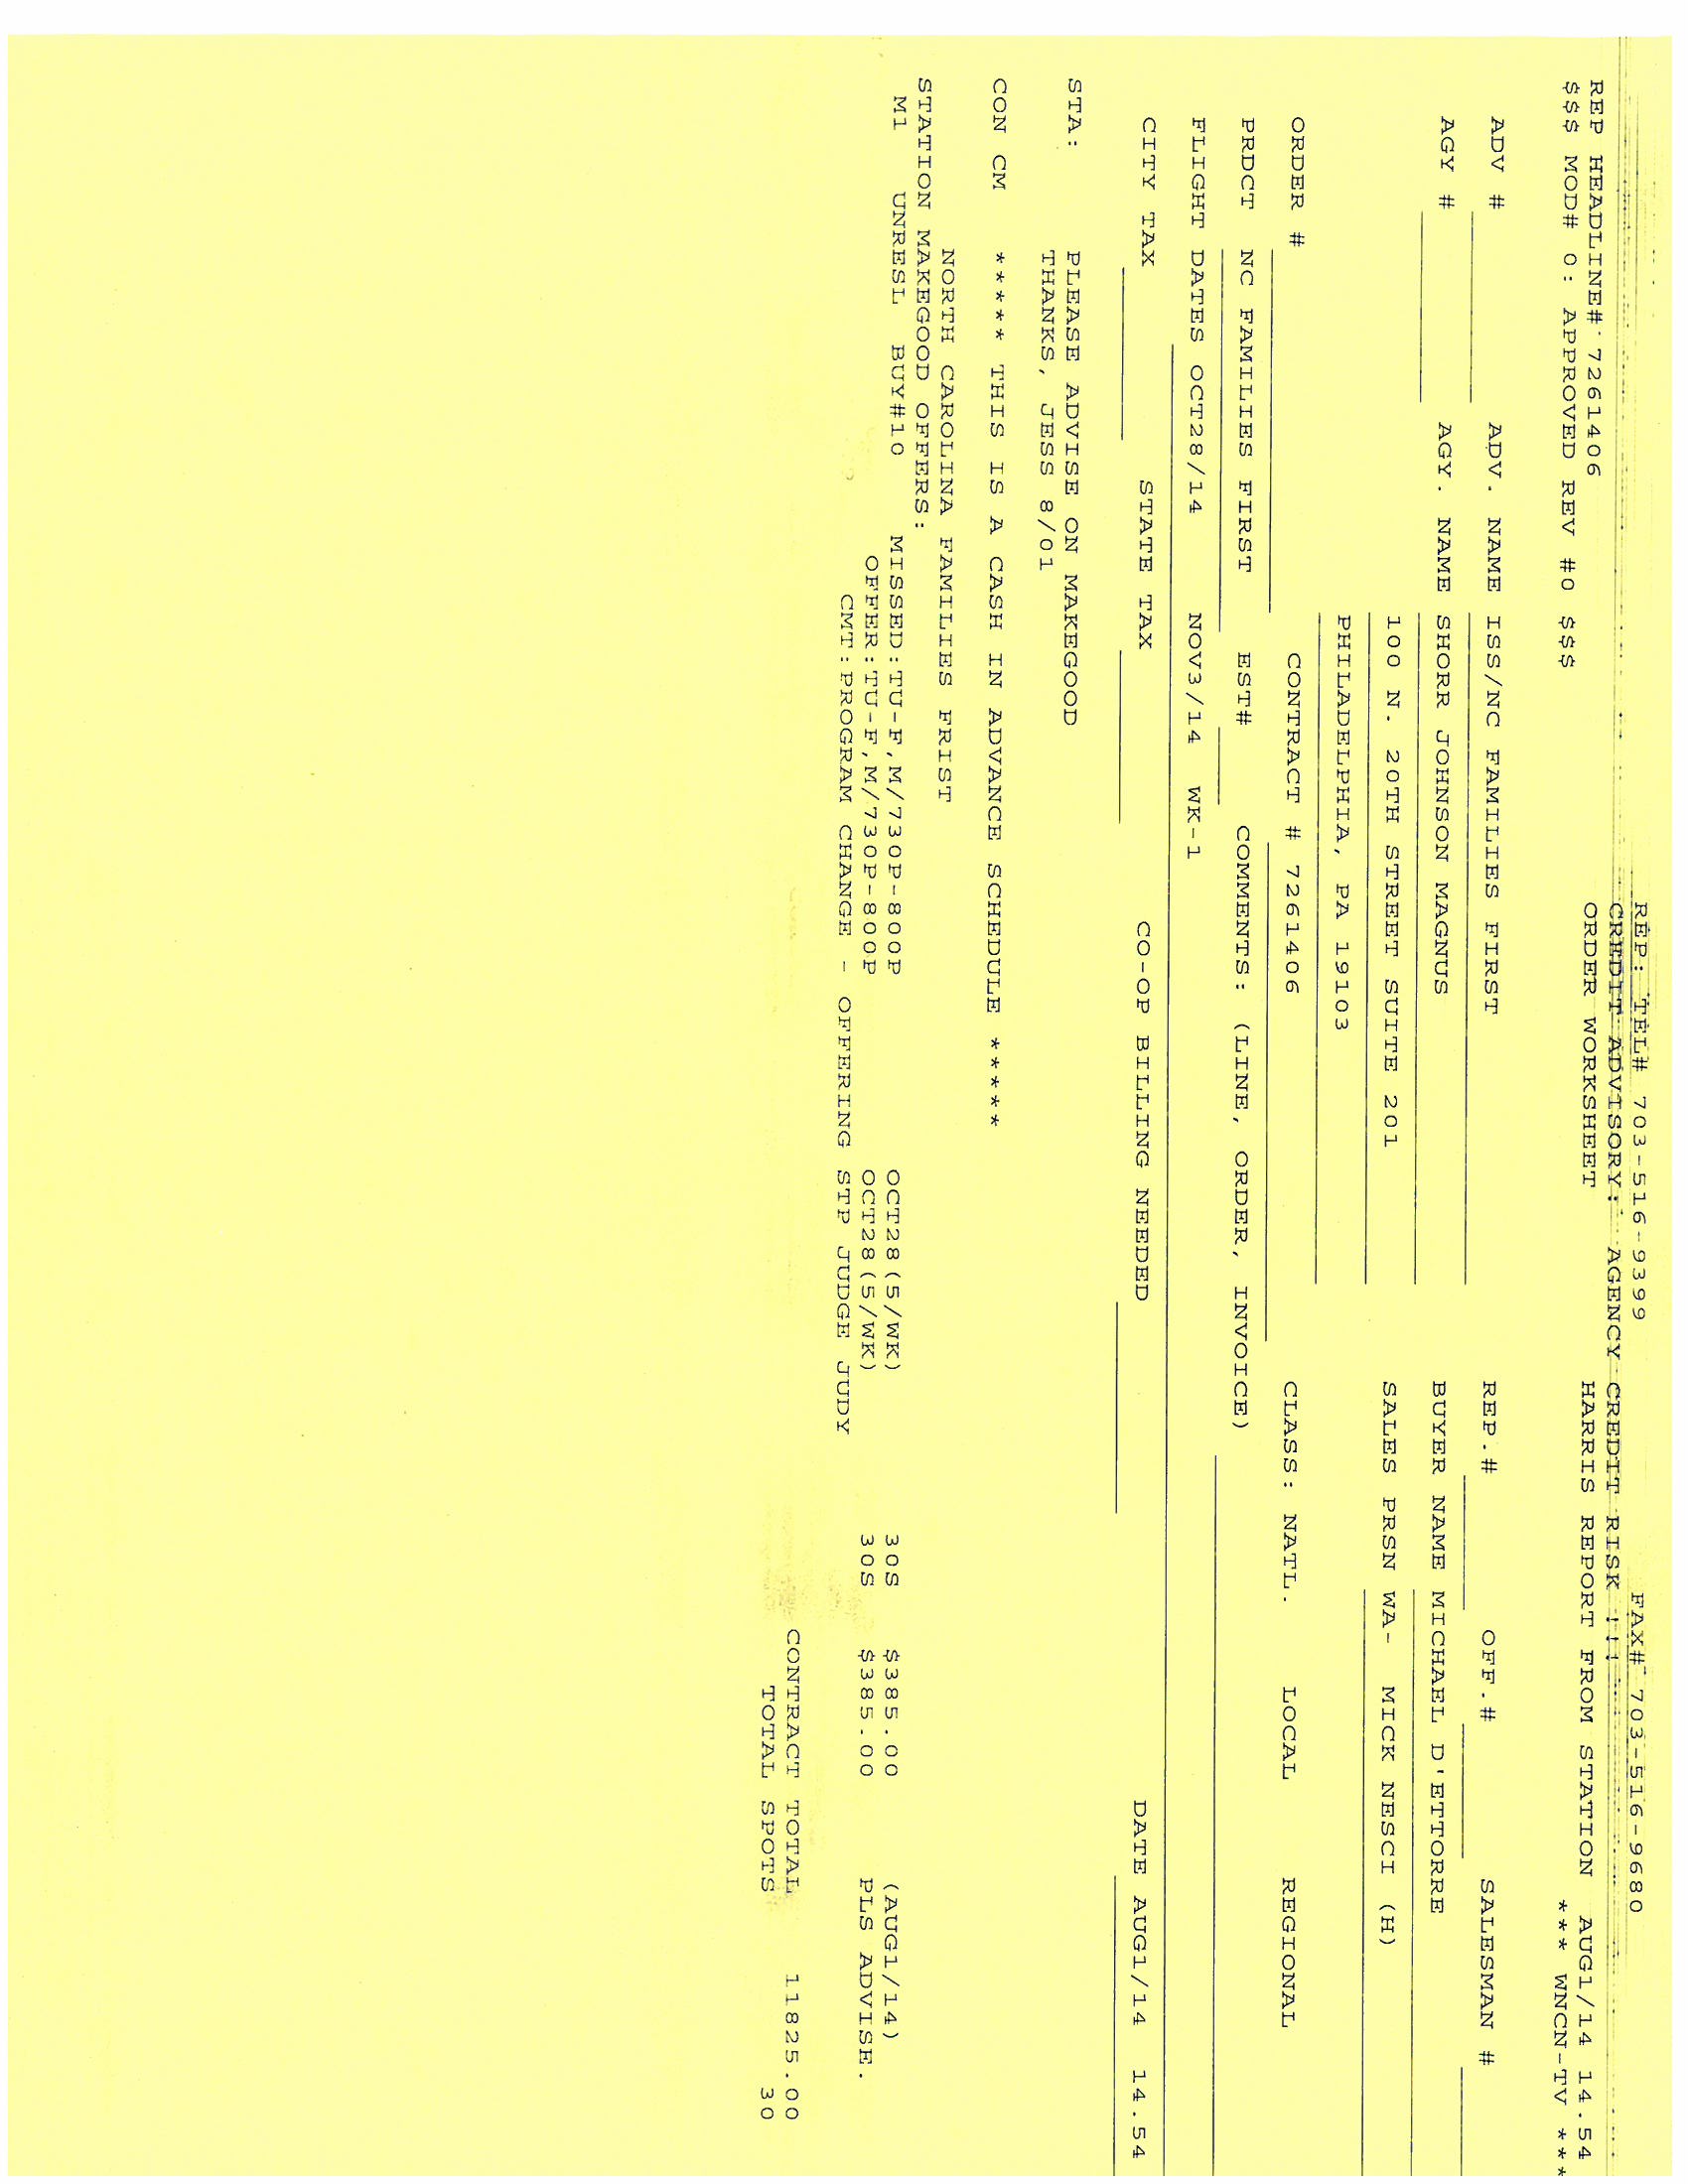 REP: TEL# 703-516-9399 FAX# 703-516-9680
CREDIT ADVISORY: AGENCY CREDIT RISK !!!
REP HEADLINE# 7261406 ORDER WORKSHEET HARRIS REPORT FROM STATION AUG1/14 14.54
$$$ MOD# 0: APPROVED REV #0 $$$ *** WNCN-TV ***
ADV # ADV. NAME ISS/NC FAMILIES FIRST REP.# OFF.# SALESMAN #
AGY # AGY. NAME SHORR JOHNSON MAGNUS BUYER NAME MICHAEL D'ETTORRE
100 N. 20TH STREET SUITE 201 SALES PRSN WA- MICK NESCI (H)
PHILADELPHIA, PA 19103
ORDER # CONTRACT # 7261406 CLASS: NATL. LOCAL REGIONAL
PRDCT NC FAMILIES FIRST EST# COMMENTS: (LINE, ORDER, INVOICE)
FLIGHT DATES OCT28/14 NOV3/14 WK-1
CITY TAX STATE TAX CO-OP BILLING NEEDED DATE AUG1/14 14.54
STA: PLEASE ADVISE ON MAKEGOOD
THANKS, JESS 8/01
CON CM ***** THIS IS A CASH IN ADVANCE SCHEDULE *****
NORTH CAROLINA FAMILIES FRIST
STATION MAKEGOOD OFFERS:
M1 UNRESL BUY#10 MISSED:TU-F,M/730P-800P OCT28(5/WK) 30S $385.00 (AUG1/14)
OFFER:TU-F,M/730P-800P OCT28(5/WK) 30S $385.00 PLS ADVISE.
CMT:PROGRAM CHANGE - OFFERING STP JUDGE JUDY
CONTRACT TOTAL 11825.00
TOTAL SPOTS 30